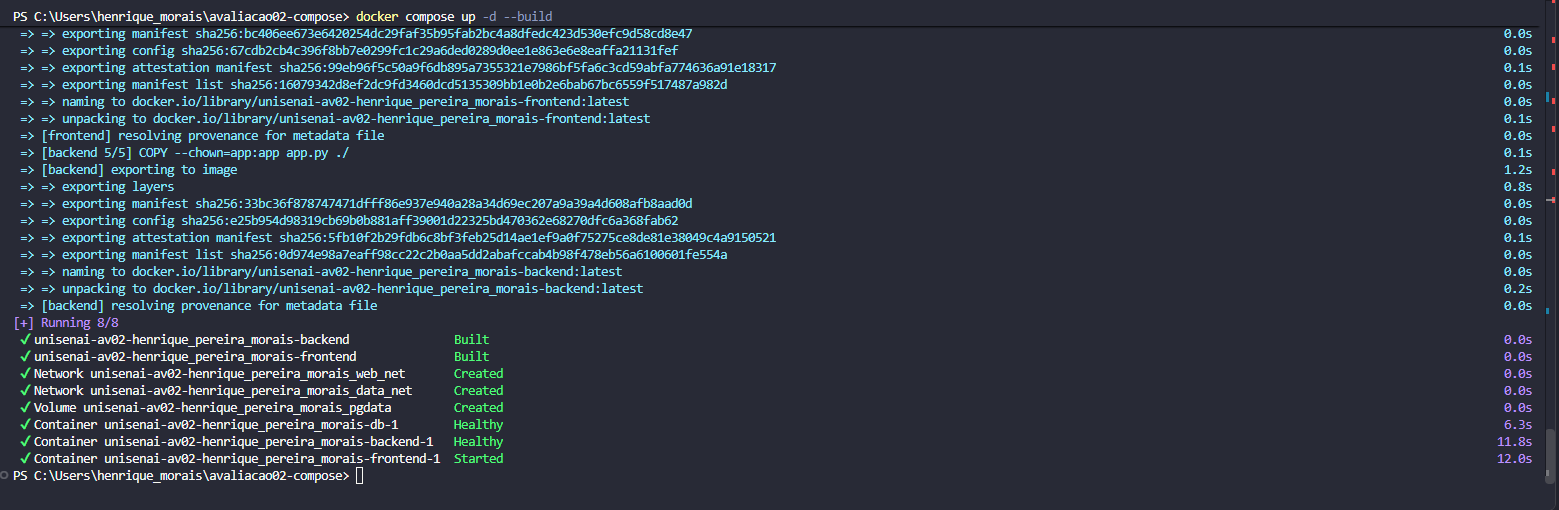 PS C:\Users\henrique_morais\avaliacao02-compose> docker compose up -d --build
=> => exporting manifest sha256:bc406ee673e6420254dc29faf35b95fab2bc4a8dfedc423d530efc9d58cd8e47 0.0s
=> => exporting config sha256:67cdb2cb4c396f8bb7e0299fc1c29a6ded0289d0ee1e863e6e8eaffa21131fef 0.0s
=> => exporting attestation manifest sha256:99eb96f5c50a9f6db895a7355321e7986bf5fa6c3cd59abfa774636a91e18317 0.1s
=> => exporting manifest list sha256:16079342d8ef2dc9fd3460dcd5135309bb1e0b2e6bab67bc6559f517487a982d 0.0s
=> => naming to docker.io/library/unisenai-av02-henrique_pereira_morais-frontend:latest 0.0s
=> => unpacking to docker.io/library/unisenai-av02-henrique_pereira_morais-frontend:latest 0.1s
=> [frontend] resolving provenance for metadata file 0.0s
=> [backend 5/5] COPY --chown=app:app app.py ./ 0.1s
=> [backend] exporting to image 1.2s
=> => exporting layers 0.8s
=> => exporting manifest sha256:33bc36f878747471dfff86e937e940a28a34d69ec207a9a39a4d608afb8aad0d 0.0s
=> => exporting config sha256:e25b954d98319cb69b0b881aff39001d22325bd470362e68270dfc6a368fab62 0.0s
=> => exporting attestation manifest sha256:5fb10f2b29fdb6c8bf3feb25d14ae1ef9a0f75275ce8de81e38049c4a9150521 0.1s
=> => exporting manifest list sha256:0d974e98a7eaff98cc22c2b0aa5dd2abafccab4b98f478eb56a6100601fe554a 0.0s
=> => naming to docker.io/library/unisenai-av02-henrique_pereira_morais-backend:latest 0.0s
=> => unpacking to docker.io/library/unisenai-av02-henrique_pereira_morais-backend:latest 0.2s
=> [backend] resolving provenance for metadata file 0.0s
[+] Running 8/8
✔ unisenai-av02-henrique_pereira_morais-backend Built 0.0s
✔ unisenai-av02-henrique_pereira_morais-frontend Built 0.0s
✔ Network unisenai-av02-henrique_pereira_morais_web_net Created 0.0s
✔ Network unisenai-av02-henrique_pereira_morais_data_net Created 0.0s
✔ Volume unisenai-av02-henrique_pereira_morais_pgdata Created 0.0s
✔ Container unisenai-av02-henrique_pereira_morais-db-1 Healthy 6.3s
✔ Container unisenai-av02-henrique_pereira_morais-backend-1 Healthy 11.8s
✔ Container unisenai-av02-henrique_pereira_morais-frontend-1 Started 12.0s
PS C:\Users\henrique_morais\avaliacao02-compose>